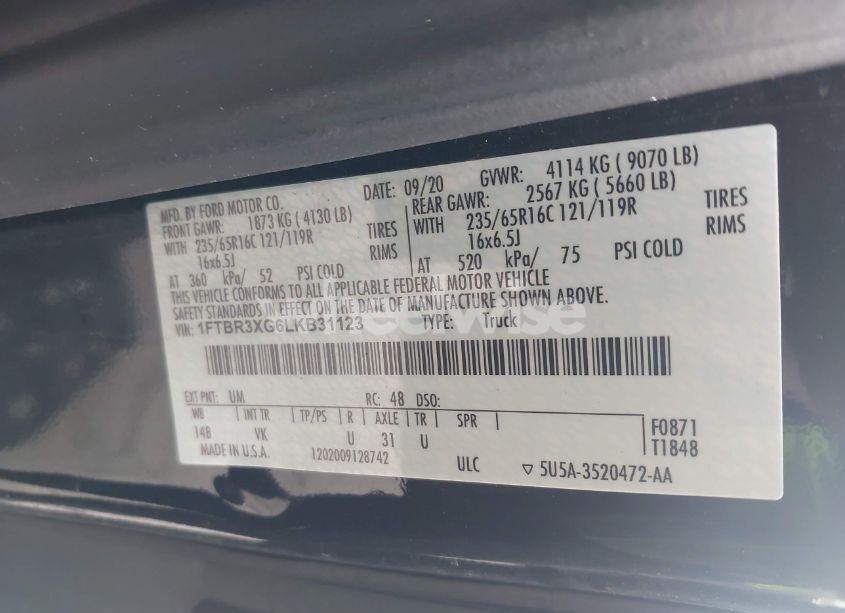 MFD. BY FORD MOTOR CO. DATE: 09/20 GVWR: 4114 KG ( 9070 LB)
FRONT GAWR: 1873 KG ( 4130 LB) REAR GAWR: 2567 KG ( 5660 LB)
WITH 235/65R16C 121/119R TIRES WITH 235/65R16C 121/119R TIRES
16x6.5J RIMS 16x6.5J RIMS
AT 360 kPa/ 52 PSI COLD AT 520 kPa/ 75 PSI COLD
THIS VEHICLE CONFORMS TO ALL APPLICABLE FEDERAL MOTOR VEHICLE
SAFETY STANDARDS IN EFFECT ON THE DATE OF MANUFACTURE SHOWN ABOVE.
VIN: 1FTBR3XG6LKB31123 TYPE: Truck
EXT PNT: UM RC: 48 DSO:
WB INT TR TP/PS R AXLE TR SPR
148 VK U 31 U F0871
T1848
MADE IN U.S.A. 1202009128742 ULC ▽ 5U5A-3520472-AA